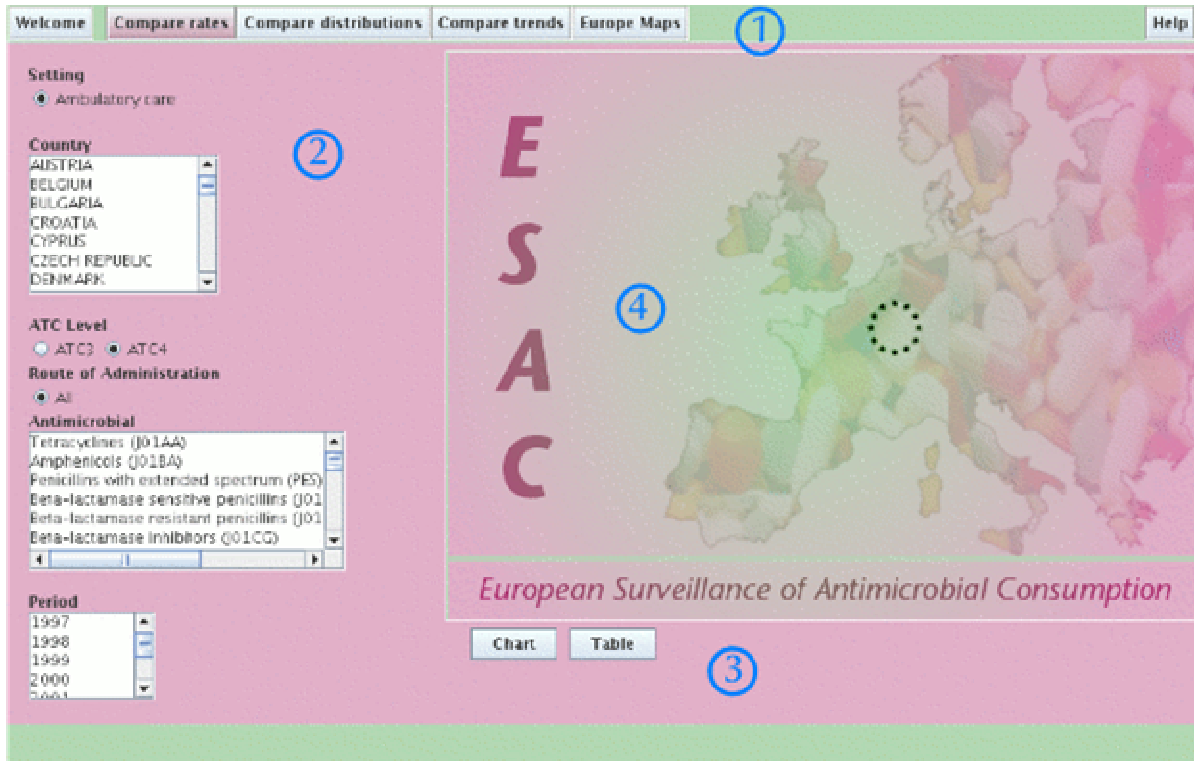 Welcome Compare rates Compare distributions Compare trends Europe Maps 1 Help
Setting
Ambulatory care
Country
AUSTRIA
BELGIUM
BULGARIA
CROATIA
CYPRUS
CZECH REPUBLIC
DENMARK
2
ATC Level
ATC3 ATC4
Route of Administration
All
Antimicrobial
Tetracyclines (J01AA)
Amphenicols (J01BA)
Penicillins with extended spectrum (PES)
Beta-lactamase sensitive penicillins (J01
Beta-lactamase resistant penicillins (J01
Beta-lactamase inhibitors (J01CG)
Period
1997
1998
1999
2000
2001
E
S
A
C
4
European Surveillance of Antimicrobial Consumption
Chart Table
3